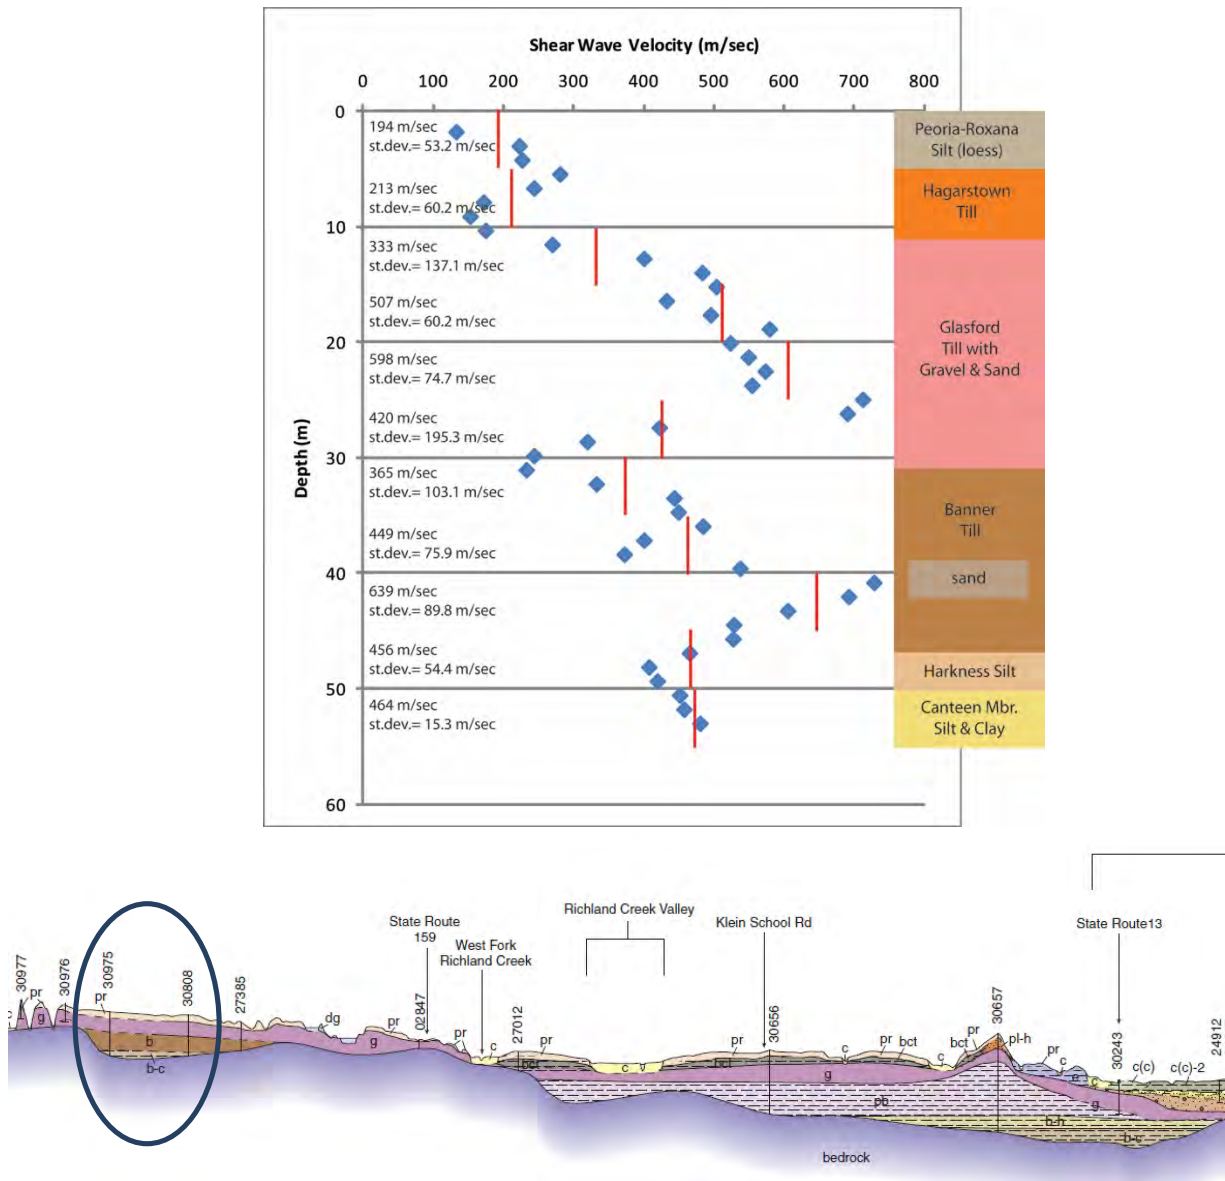 Shear Wave Velocity (m/sec)
0 100 200 300 400 500 600 700 800
Depth (m)
0
10
20
30
40
50
60
194 m/sec
st.dev.= 53.2 m/sec
213 m/sec
st.dev.= 60.2 m/sec
333 m/sec
st.dev.= 137.1 m/sec
507 m/sec
st.dev.= 60.2 m/sec
598 m/sec
st.dev.= 74.7 m/sec
420 m/sec
st.dev.= 195.3 m/sec
365 m/sec
st.dev.= 103.1 m/sec
449 m/sec
st.dev.= 75.9 m/sec
639 m/sec
st.dev.= 89.8 m/sec
456 m/sec
st.dev.= 54.4 m/sec
464 m/sec
st.dev.= 15.3 m/sec
Peoria-Roxana
Silt (loess)
Hagarstown
Till
Glasford
Till with
Gravel & Sand
Banner
Till
sand
Harkness Silt
Canteen Mbr.
Silt & Clay
Richland Creek Valley
State Route
159
West Fork
Richland Creek
Klein School Rd
State Route13
c
30977
pr
g
30976
pr
30975
30808
27385
b
b-c
dg
pr
g
02847
pr
c
27012
pr
bct
c
v
pr
bct
30656
c
pr
bct
c
g
pb
bct
pr
30657
pl-h
pr
c
e
c
30243
c(c)
c(c)-2
24912
g
b-h
b-c
bedrock